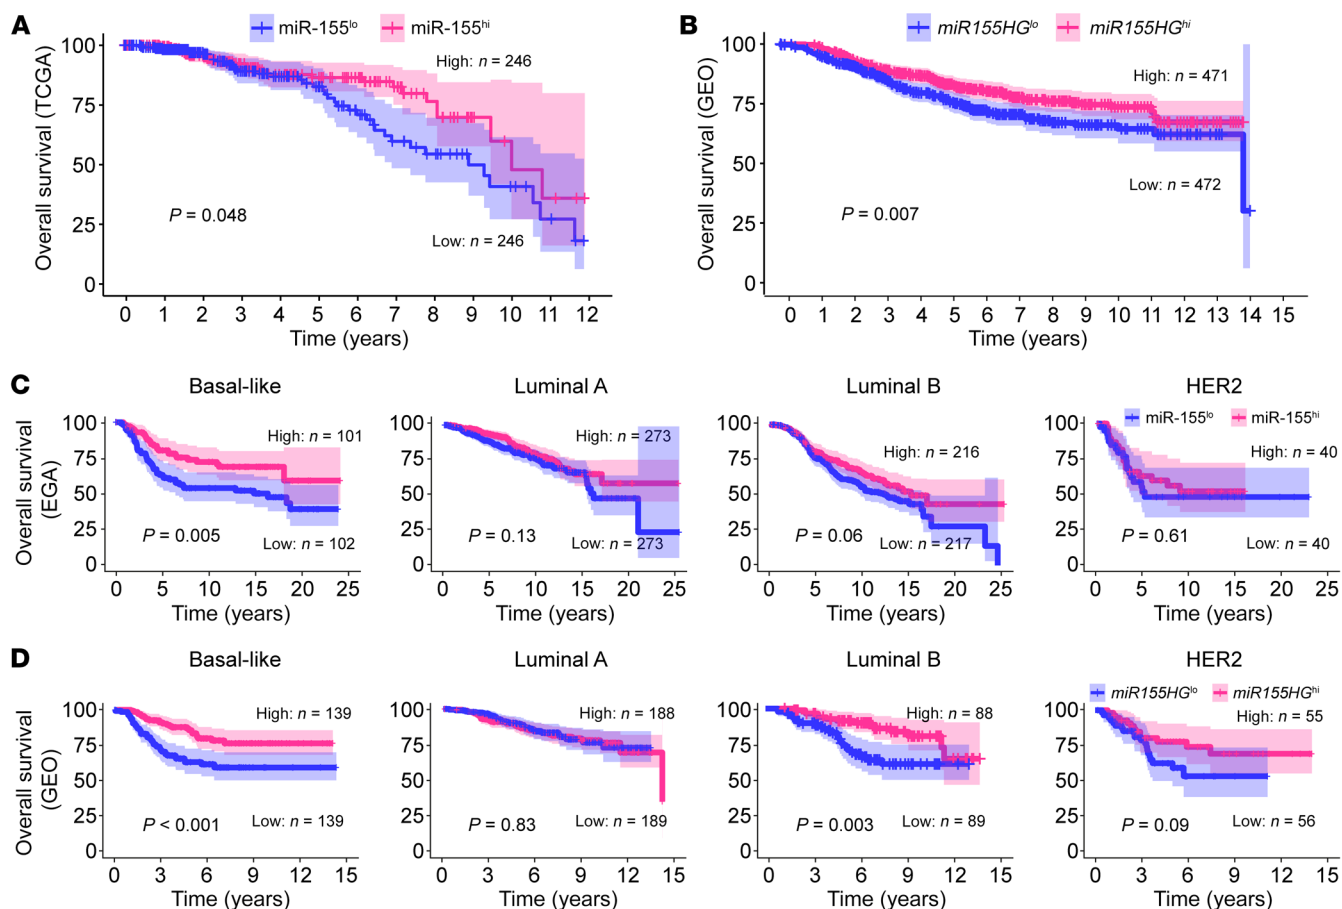 A
miR-155lo miR-155hi
High: n = 246
Low: n = 246
P = 0.048
Overall survival (TCGA)
100
75
50
25
0
0 1 2 3 4 5 6 7 8 9 10 11 12
Time (years)
B
miR155HGlo miR155HGhi
High: n = 471
Low: n = 472
P = 0.007
Overall survival (GEO)
100
75
50
25
0
0 1 2 3 4 5 6 7 8 9 10 11 12 13 14 15
Time (years)
C
Overall survival
(EGA)
Basal-like
100
75
50
25
0
High: n = 101
P = 0.005
Low: n = 102
0 5 10 15 20 25
Time (years)
Luminal A
100
75
50
25
0
High: n = 273
P = 0.13
Low: n = 273
0 5 10 15 20 25
Time (years)
Luminal B
100
75
50
25
0
High: n = 216
P = 0.06
Low: n = 217
0 5 10 15 20 25
Time (years)
HER2
miR-155lo miR-155hi
100
75
50
25
0
High: n = 40
P = 0.61
Low: n = 40
0 5 10 15 20 25
Time (years)
D
Overall survival
(GEO)
Basal-like
100
75
50
25
0
High: n = 139
P < 0.001
Low: n = 139
0 3 6 9 12 15
Time (years)
Luminal A
100
75
50
25
0
High: n = 188
P = 0.83
Low: n = 189
0 3 6 9 12 15
Time (years)
Luminal B
100
75
50
25
0
High: n = 88
P = 0.003
Low: n = 89
0 3 6 9 12 15
Time (years)
HER2
miR155HGlo miR155HGhi
100
75
50
25
0
High: n = 55
P = 0.09
Low: n = 56
0 3 6 9 12 15
Time (years)